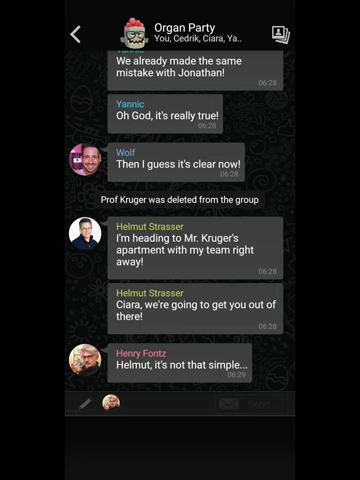 Organ Party
You, Cedrik, Ciara, Ya..
Yannic
We already made the same
mistake with Jonathan!
06:28
Yannic
Oh God, it's really true!
06:28
Wolf
Then I guess it's clear now!
06:28
Prof Kruger was deleted from the group
Helmut Strasser
I'm heading to Mr. Kruger's
apartment with my team right
away!
06:28
Helmut Strasser
Ciara, we're going to get you out of
there!
06:28
Henry Fontz
Helmut, it's not that simple...
06:29
Send